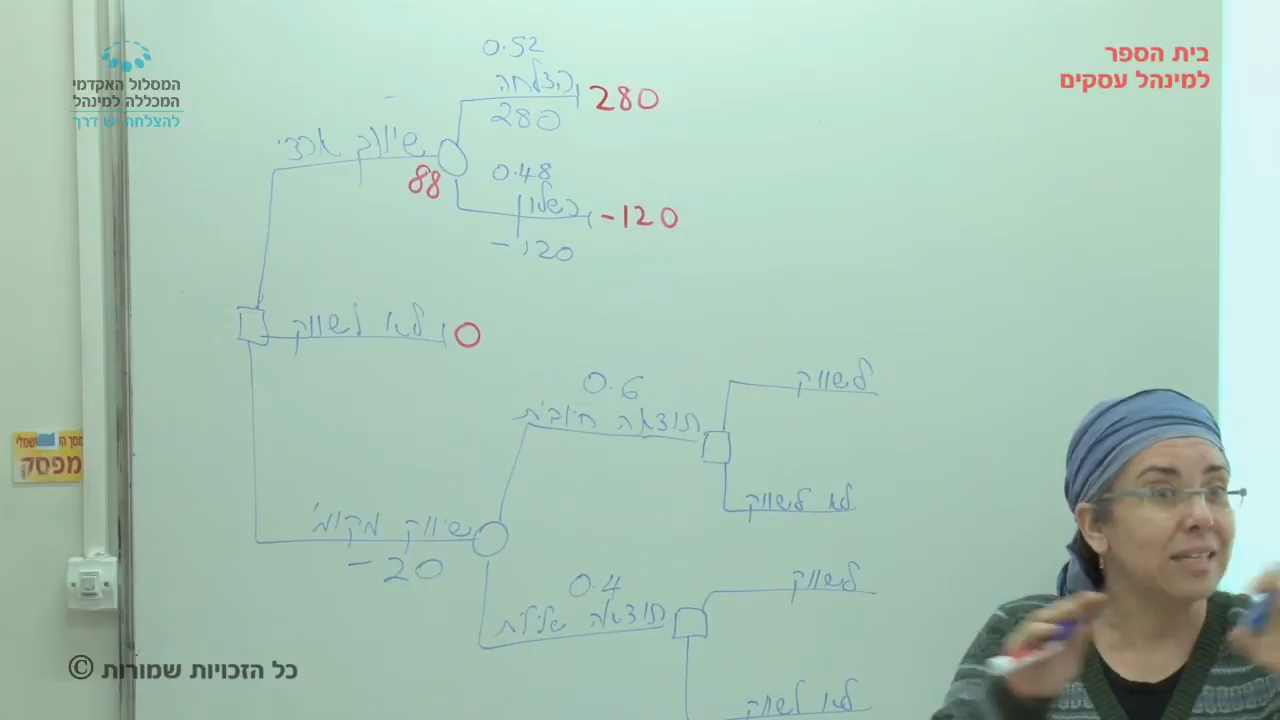 בית הספר
למינהל עסקים
המסלול האקדמי
המכללה למינהל
להצלחה יש דרך
0.52
הצלחה
280
280
שיווק ארצי
88
0.48
כשלון
-120
-120
לא לשווק
0
0.6
תוצאה חיובית
לשווק
לא לשווק
שיווק מקומי
-20
0.4
תוצאה שלילית
לשווק
לא לשווק
מפסק
© כל הזכויות שמורות